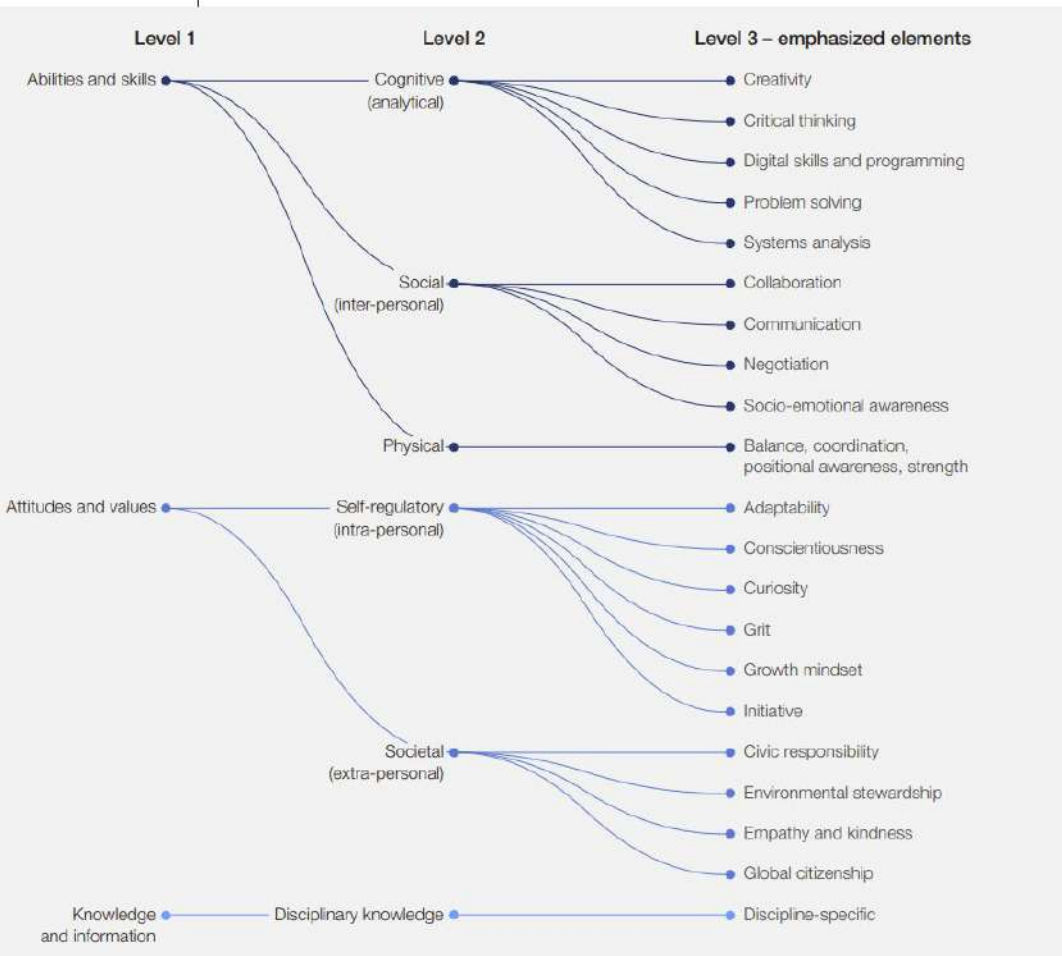 Level 1 Level 2 Level 3 – emphasized elements
Abilities and skills Cognitive Creativity
(analytical)
Critical thinking
Digital skills and programming
Problem solving
Systems analysis
Social Collaboration
(inter-personal)
Communication
Negotiation
Socio-emotional awareness
Physical Balance, coordination,
positional awareness, strength
Attitudes and values Self-regulatory Adaptability
(intra-personal)
Conscientiousness
Curiosity
Grit
Growth mindset
Initiative
Societal Civic responsibility
(extra-personal)
Environmental stewardship
Empathy and kindness
Global citizenship
Knowledge Disciplinary knowledge Discipline-specific
and information